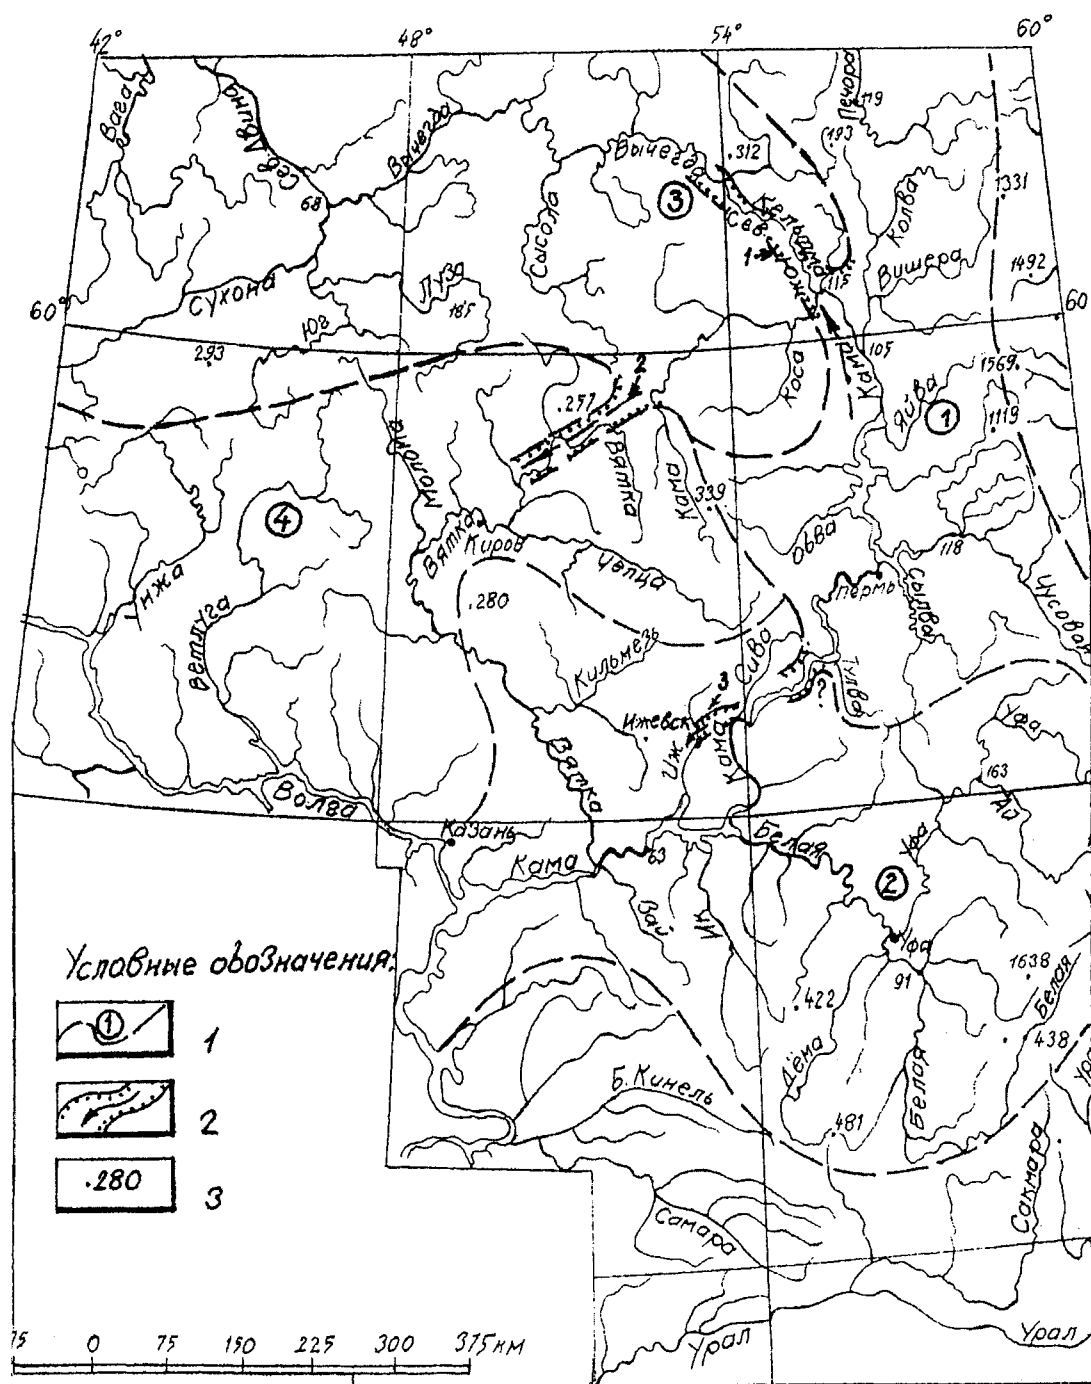 42°
48°
54°
60°
Вага
Сев. Двина
Вычегда
Печора
119
193
Вычегда
.312
68
3
Кельтма
Сев.
Колва
1331
Сысола
1
Южн.
Вишера
1492
115
Сухона
Луза
185
60°
60
Юг
.293
105
1569.
2
Коса
Кама
.257
Яйва
1
1119
Молома
Вятка
Кама
339
4
Вятка
Киров
Обва
118
Чепца
Пермь
Сылва
Чусовая
.280
нжа
Ветлуга
Кильмезь
Сива
Тулва
?
3
Ижевск
Иж
Кама
Уфа
Вятка
163
Ай
Волга
Казань
Белая
Уфа
63
Кама
2
Вай
Ик
Уфа
91
1638
Белая
.422
438
Дёма
Белая
Б. Кинель
.481
Сакмара
Самара
Урал
Урал
Условные обозначения:
1
1
2
.280
3
75
0
75
150
225
300
375 км